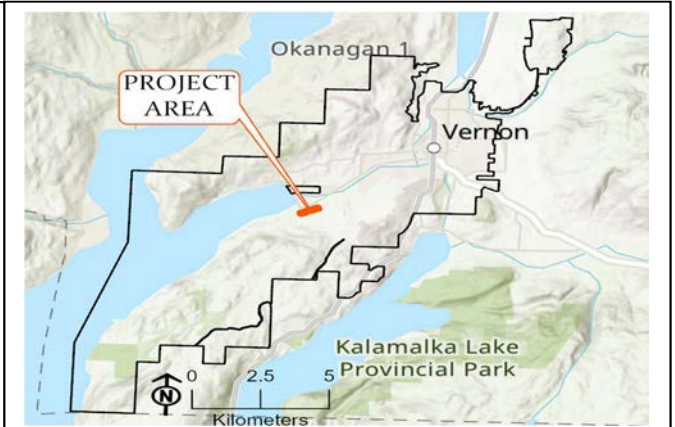 Okanagan 1
PROJECT
AREA
Vernon
Kalamalka Lake
Provincial Park
N
0 2.5 5
Kilometers